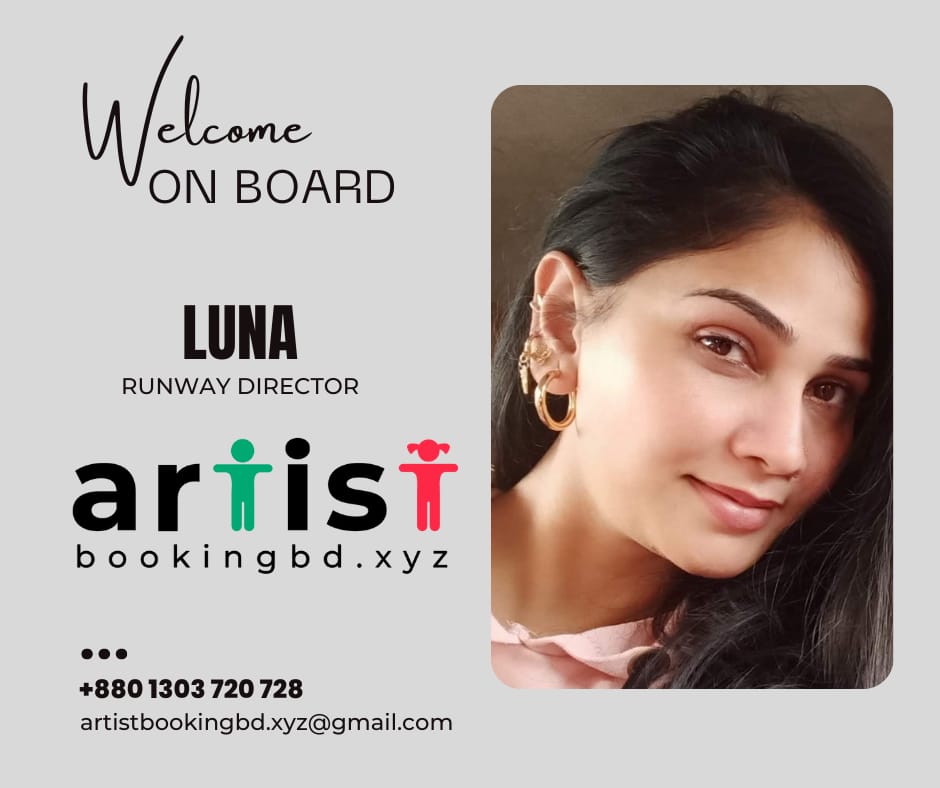 Welcome
ON BOARD
LUNA
RUNWAY DIRECTOR
artist
bookingbd.xyz
•••
+880 1303 720 728
artistbookingbd.xyz@gmail.com